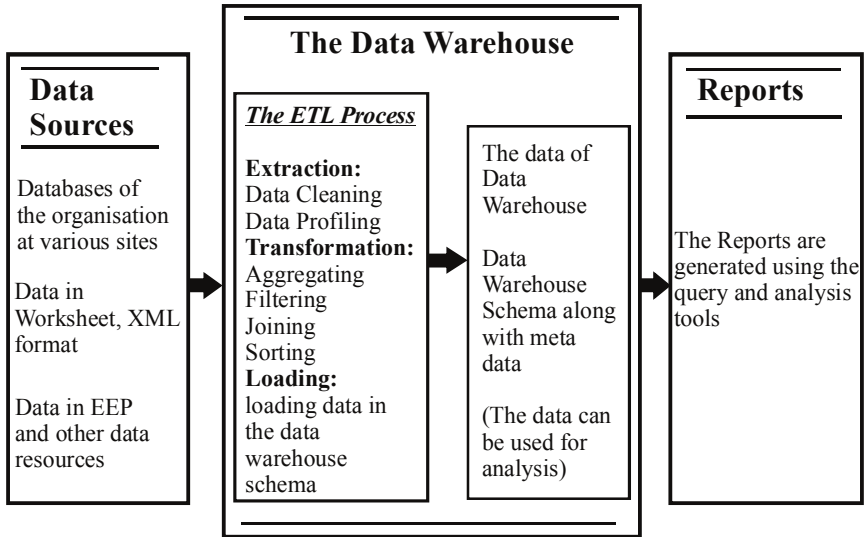 Data
Sources
Databases of
the organisation
at various sites
Data in
Worksheet, XML
format
Data in EEP
and other data
resources
The Data Warehouse
The ETL Process
Extraction:
Data Cleaning
Data Profiling
Transformation:
Aggregating
Filtering
Joining
Sorting
Loading:
loading data in
the data
warehouse
schema
The data of
Data
Warehouse
Data
Warehouse
Schema along
with meta
data
(The data can
be used for
analysis)
Reports
The Reports are
generated using the
query and analysis
tools